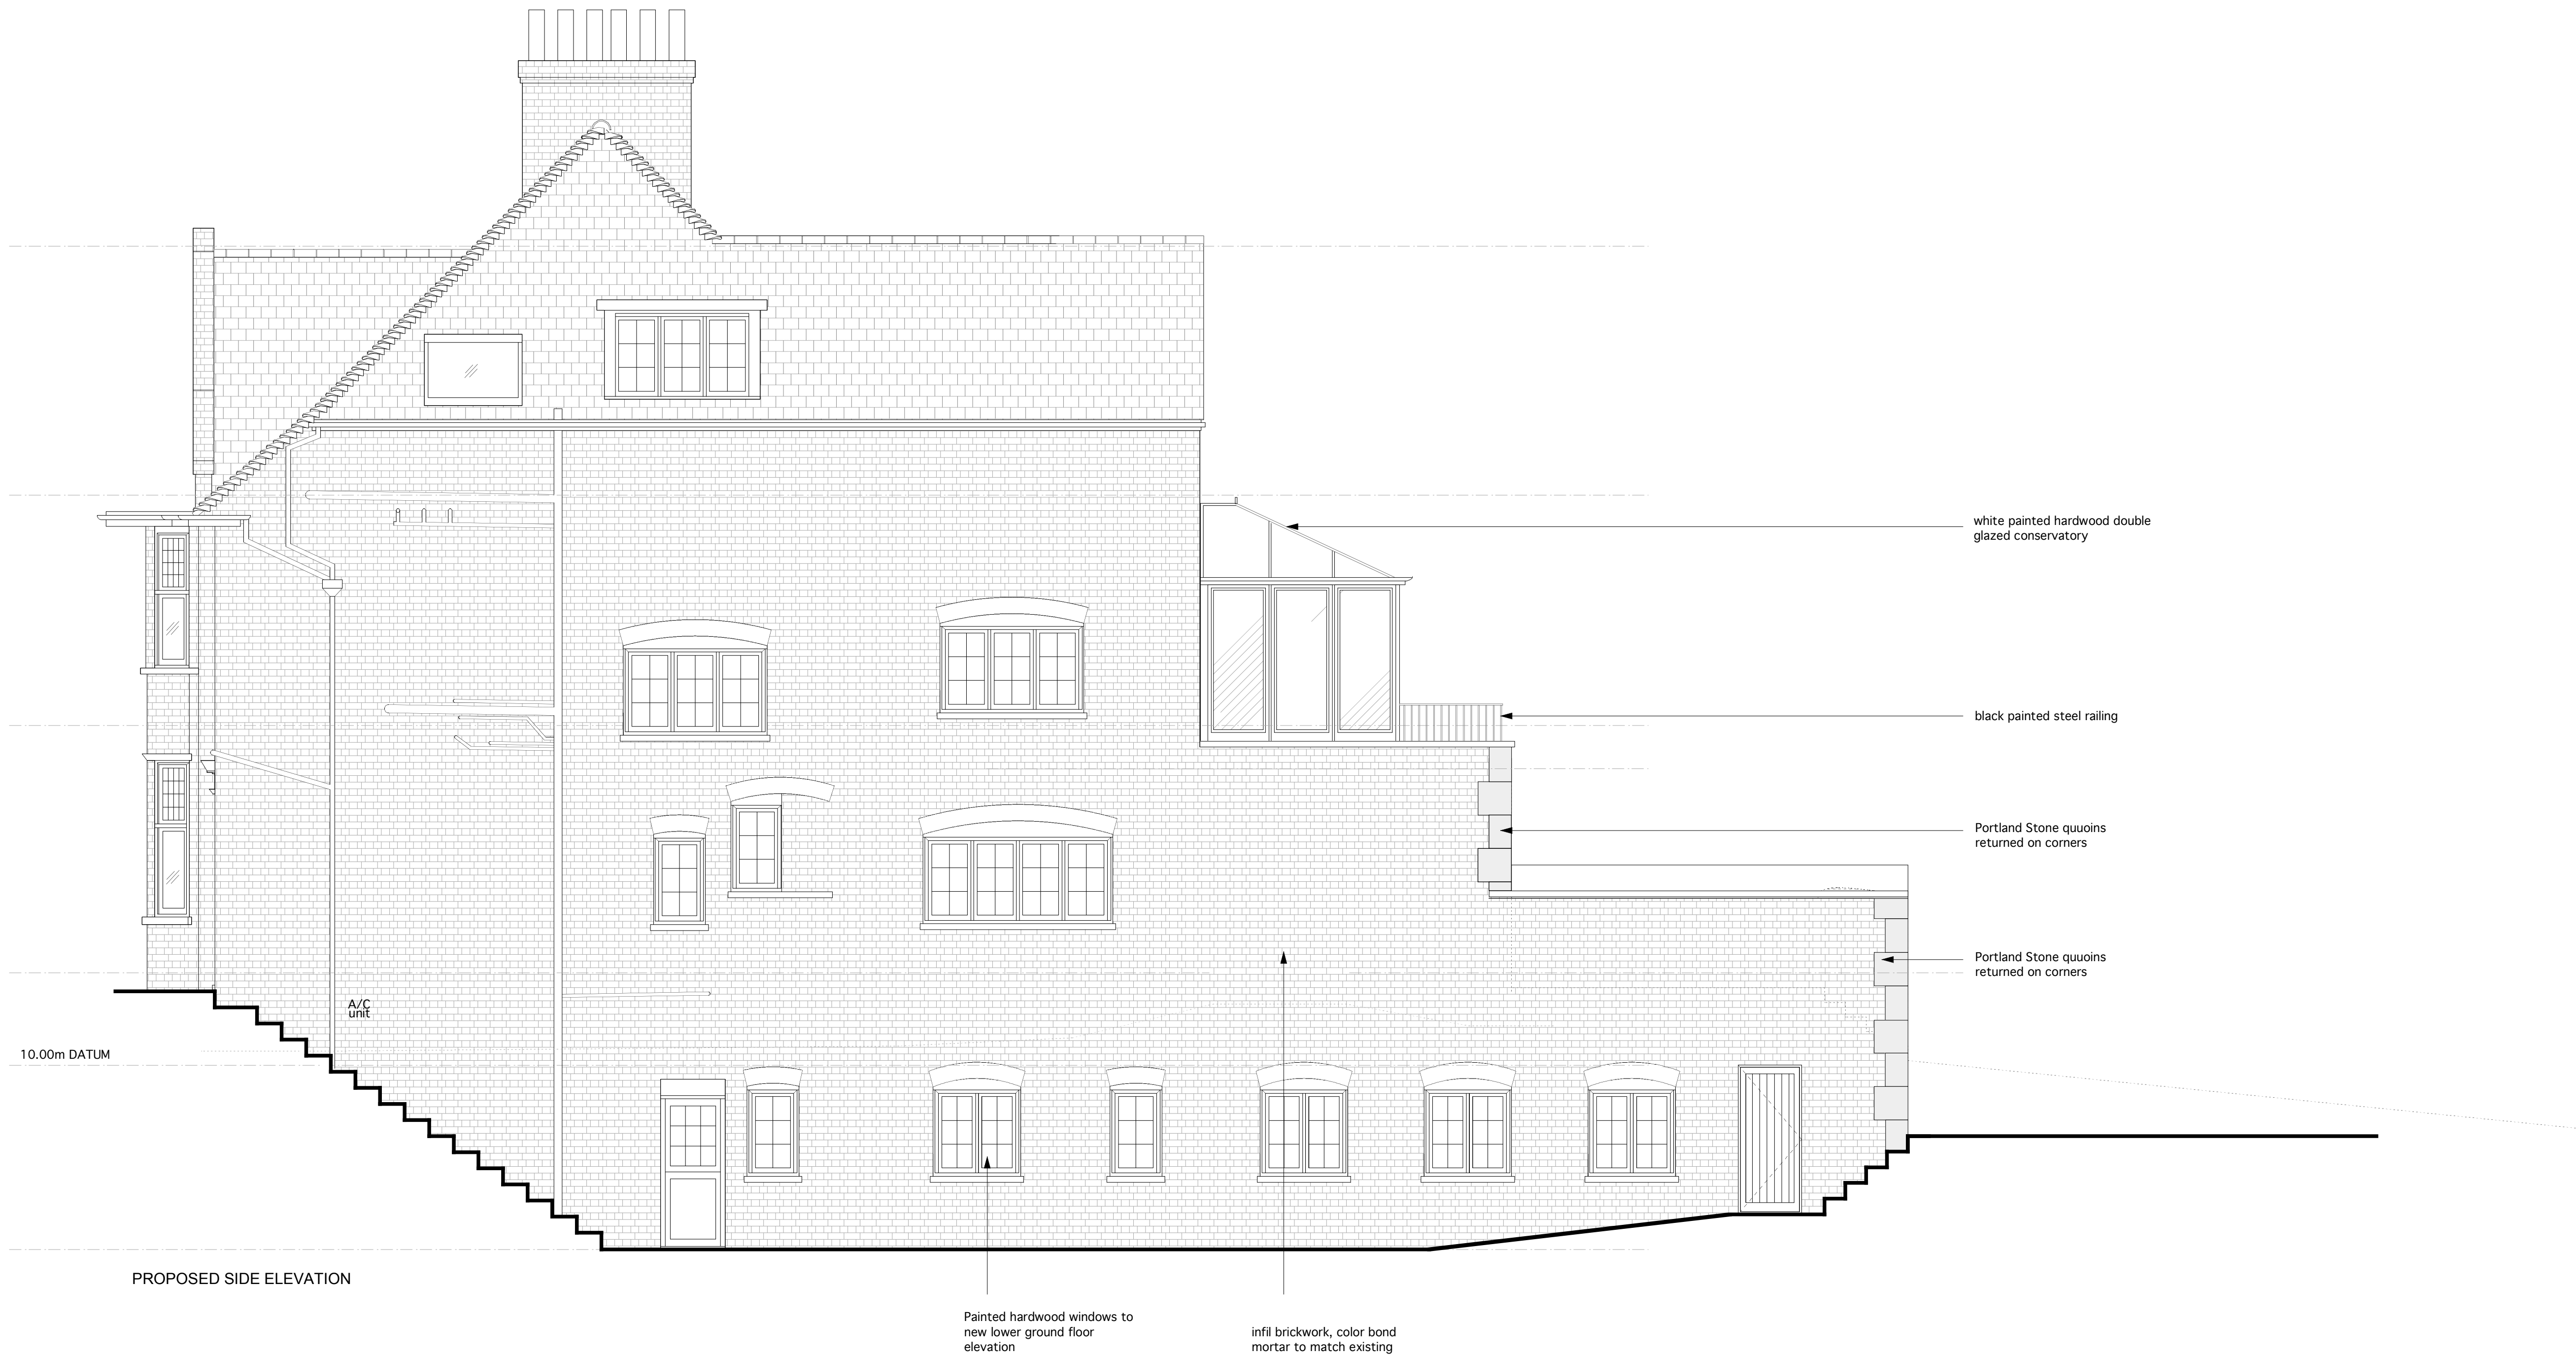 white painted hardwood double
glazed conservatory
black painted steel railing
Portland Stone quuoins
returned on corners
Portland Stone quuoins
returned on corners
A/C
unit
10.00m DATUM
PROPOSED SIDE ELEVATION
Painted hardwood windows to
new lower ground floor
elevation
infil brickwork, color bond
mortar to match existing